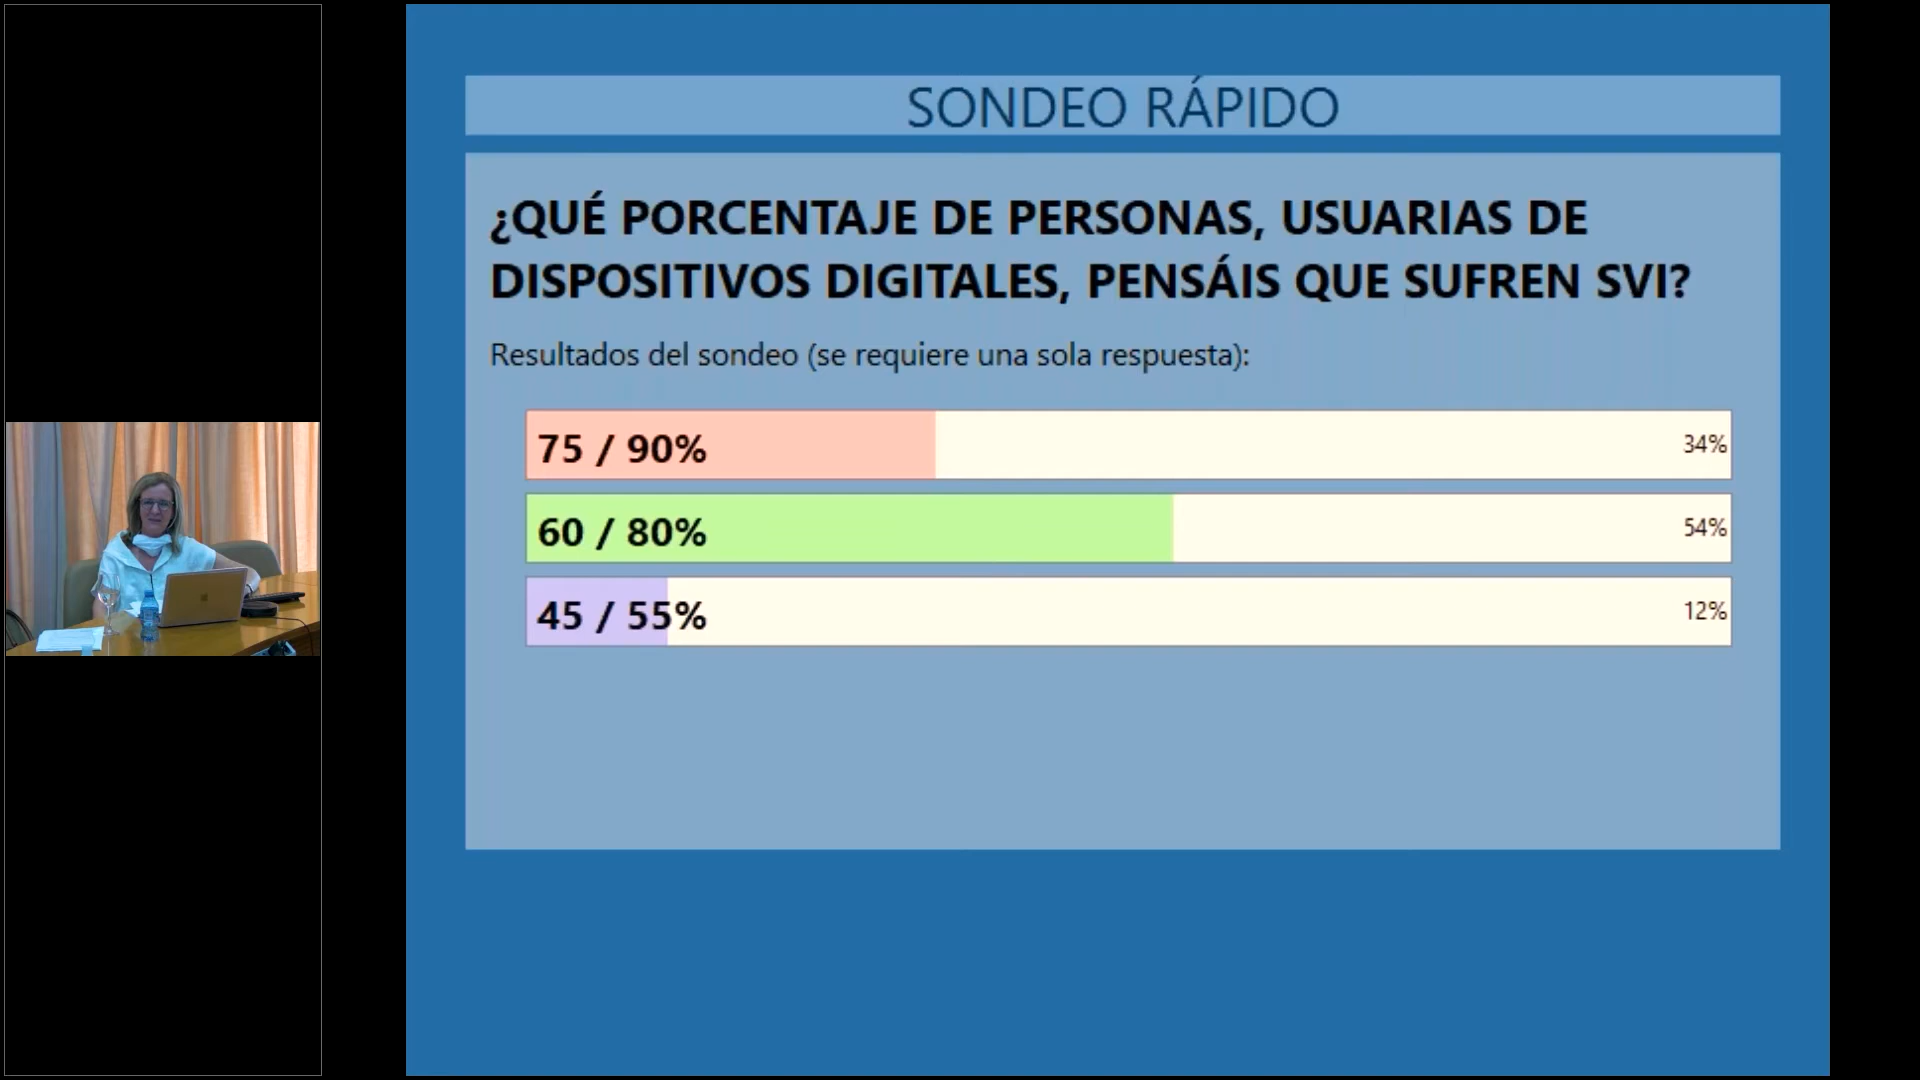 SONDEO RÁPIDO
¿QUÉ PORCENTAJE DE PERSONAS, USUARIAS DE
DISPOSITIVOS DIGITALES, PENSÁIS QUE SUFREN SVI?
Resultados del sondeo (se requiere una sola respuesta):
75 / 90% 34%
60 / 80% 54%
45 / 55% 12%